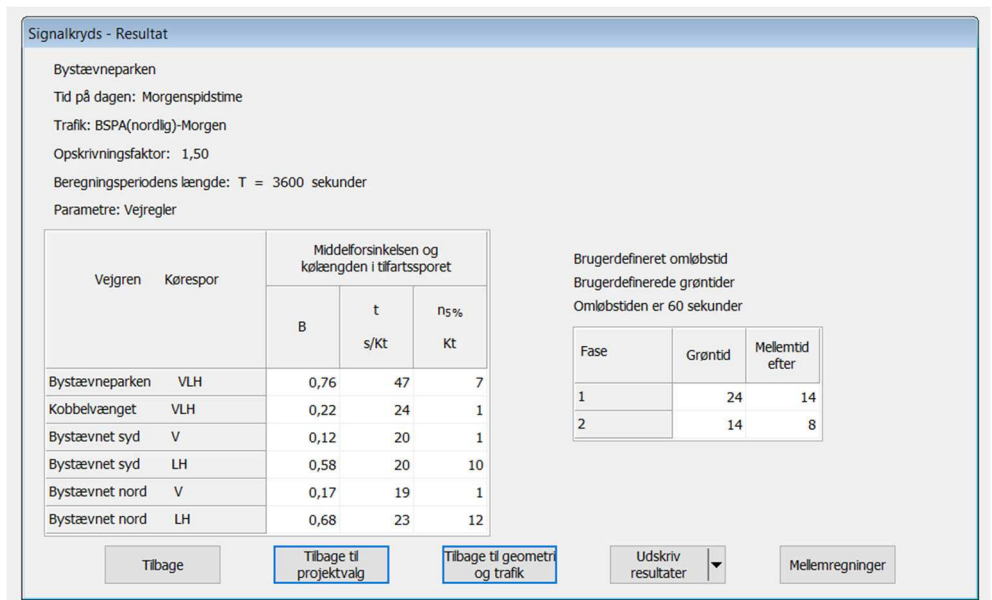 Signalkryds - Resultat
Bystævneparken
Tid på dagen: Morgenspidstime
Trafik: BSPA(nordlig)-Morgen
Opskrivningsfaktor: 1,50
Beregningsperiodens længde: T = 3600 sekunder
Parametre: Vejregler
Vejgren Kørespor
Middelforsinkelsen og
kølængden i tilfartssporet
B
t
s/Kt
n5%
Kt
Bystævneparken VLH 0,76 47 7
Kobbelvænget VLH 0,22 24 1
Bystævnet syd V 0,12 20 1
Bystævnet syd LH 0,58 20 10
Bystævnet nord V 0,17 19 1
Bystævnet nord LH 0,68 23 12
Brugerdefineret omløbstid
Brugerdefinerede grøntider
Omløbstiden er 60 sekunder
Fase Grøntid Mellemtid
efter
1 24 14
2 14 8
Tilbage
Tilbage til
projektvalg
Tilbage til geometri
og trafik
Udskriv
resultater
Mellemregninger